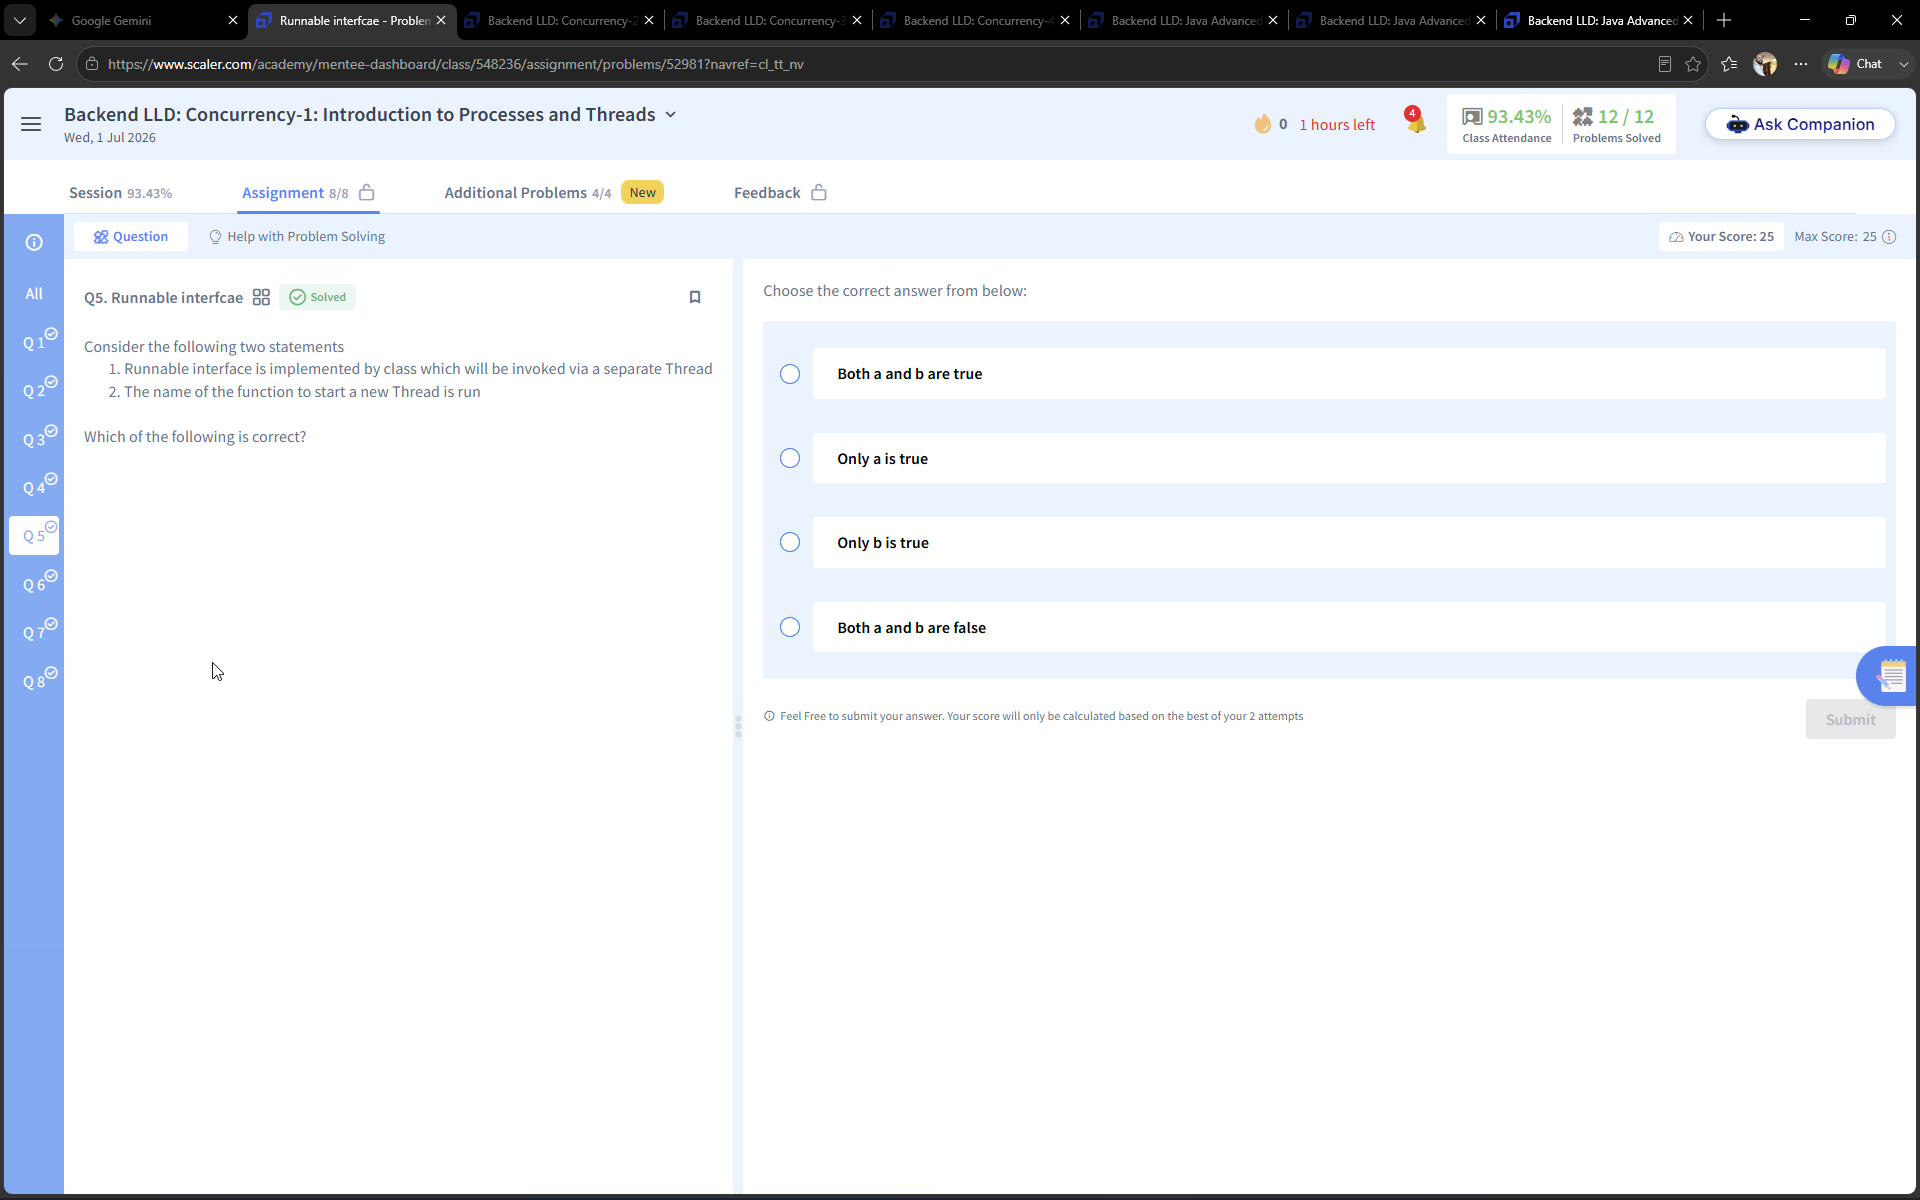 Google Gemini
Runnable interfcae - Problem
Backend LLD: Concurrency-2
Backend LLD: Concurrency-3
Backend LLD: Concurrency-4
Backend LLD: Java Advanced
Backend LLD: Java Advanced
Backend LLD: Java Advanced
https://www.scaler.com/academy/mentee-dashboard/class/548236/assignment/problems/52981?navref=cl_tt_nv
Chat
Backend LLD: Concurrency-1: Introduction to Processes and Threads
Wed, 1 Jul 2026
0
1 hours left
4
93.43%
Class Attendance
12 / 12
Problems Solved
Ask Companion
Session 93.43%
Assignment 8/8
Additional Problems 4/4
New
Feedback
Question
Help with Problem Solving
Your Score: 25
Max Score: 25
All
Q 1
Q 2
Q 3
Q 4
Q 5
Q 6
Q 7
Q 8
Q5. Runnable interfcae
Solved
Consider the following two statements
1. Runnable interface is implemented by class which will be invoked via a separate Thread
2. The name of the function to start a new Thread is run
Which of the following is correct?
Choose the correct answer from below:
Both a and b are true
Only a is true
Only b is true
Both a and b are false
Feel Free to submit your answer. Your score will only be calculated based on the best of your 2 attempts
Submit